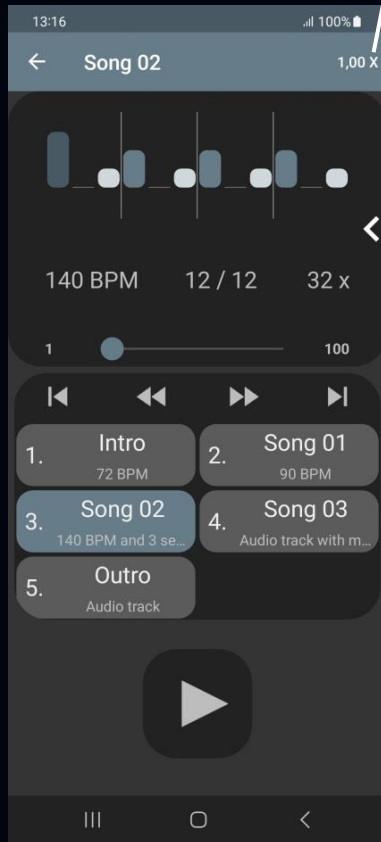 13:16 100%
Song 02 1,00 X
140 BPM 12 / 12 32 x
1 100
1. Intro
72 BPM
2. Song 01
90 BPM
3. Song 02
140 BPM and 3 se...
4. Song 03
Audio track with m...
5. Outro
Audio track